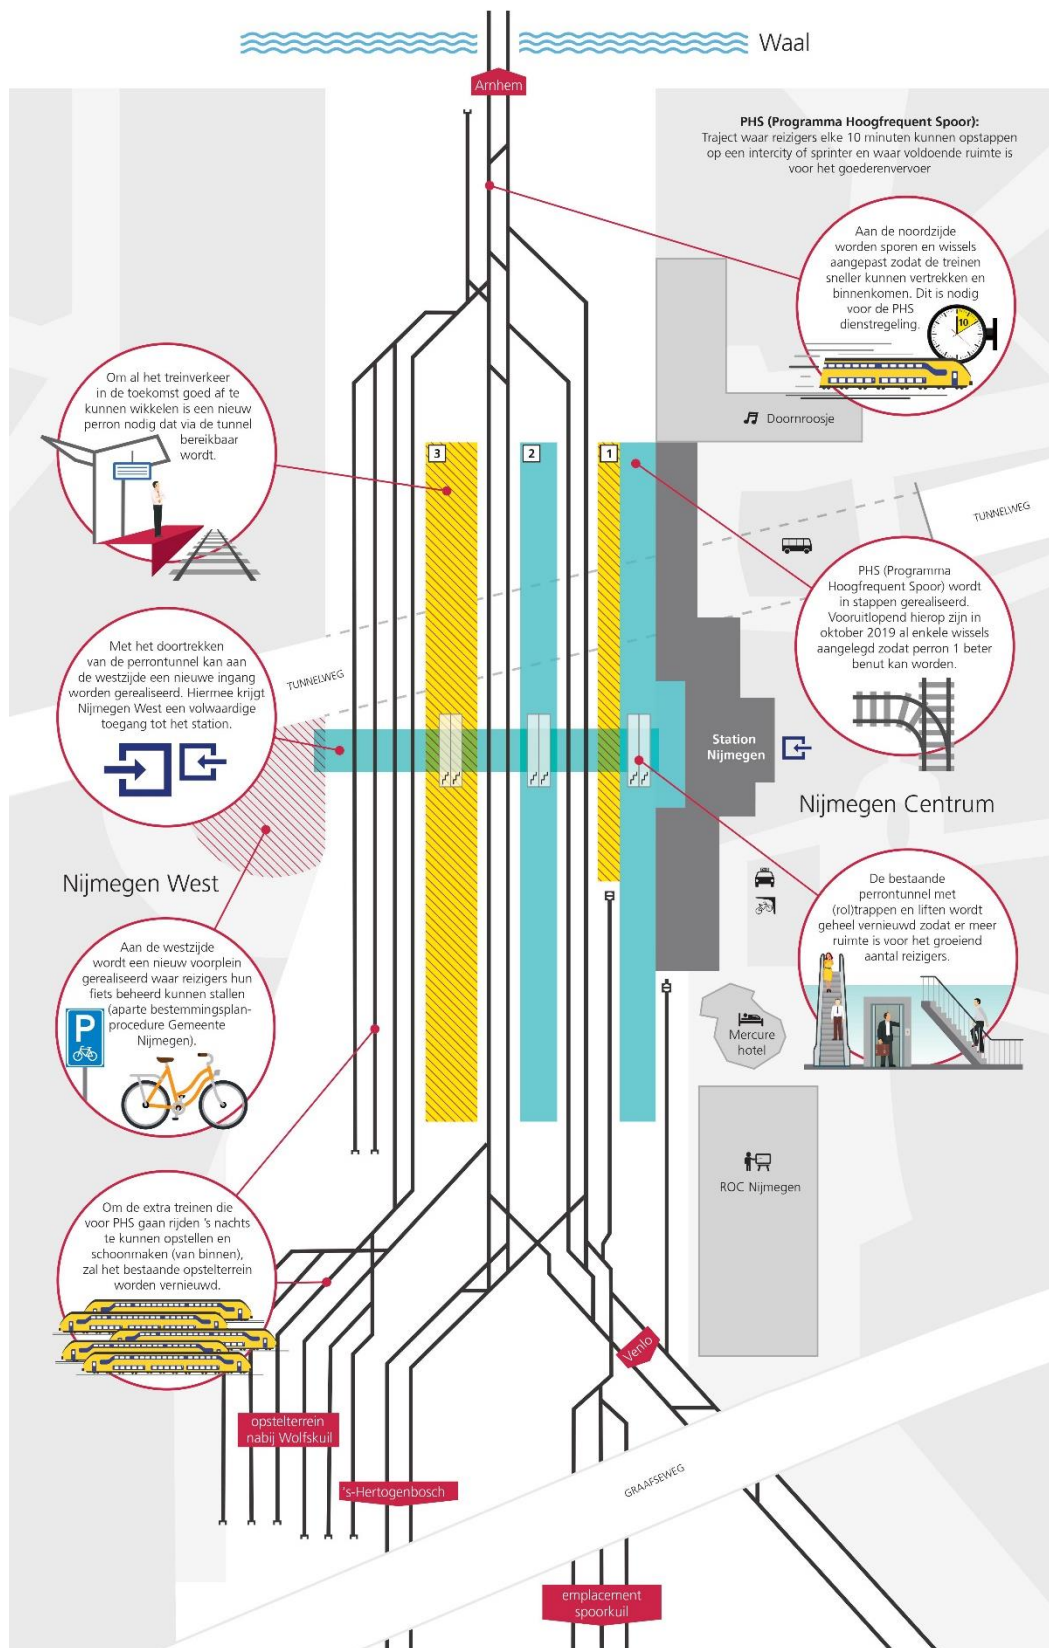 Waal
Arnhem
PHS (Programma Hoogfrequent Spoor):
Traject waar reizigers elke 10 minuten kunnen opstappen
op een intercity of sprinter en waar voldoende ruimte is
voor het goederenvervoer
Aan de noordzijde
worden sporen en wissels
aangepast zodat de treinen
sneller kunnen vertrekken en
binnenkomen. Dit is nodig
voor de PHS
dienstregeling.
10
Om al het treinverkeer
in de toekomst goed af te
kunnen wikkelen is een nieuw
perron nodig dat via de tunnel
bereikbaar
wordt.
Doornroosje
3
2
1
TUNNELWEG
PHS (Programma
Hoogfrequent Spoor) wordt
in stappen gerealiseerd.
Vooruitlopend hierop zijn in
oktober 2019 al enkele wissels
aangelegd zodat perron 1 beter
benut kan worden.
Met het doortrekken
van de perrontunnel kan aan
de westzijde een nieuwe ingang
worden gerealiseerd. Hiermee krijgt
Nijmegen West een volwaardige
toegang tot het station.
TUNNELWEG
Station
Nijmegen
Nijmegen Centrum
Nijmegen West
De bestaande
perrontunnel met
(rol)trappen en liften wordt
geheel vernieuwd zodat er meer
ruimte is voor het groeiend
aantal reizigers.
Aan de westzijde
wordt een nieuw voorplein
gerealiseerd waar reizigers hun
fiets beheerd kunnen stallen
(aparte bestemmingsplan-
procedure Gemeente
Nijmegen).
P
Mercure
hotel
ROC Nijmegen
Om de extra treinen die
voor PHS gaan rijden 's nachts
te kunnen opstellen en
schoonmaken (van binnen),
zal het bestaande opstelterrein
worden vernieuwd.
Venlo
opstelterrein
nabij Wolfskuil
's-Hertogenbosch
GRAAFSEWEG
emplacement
spoorkuil